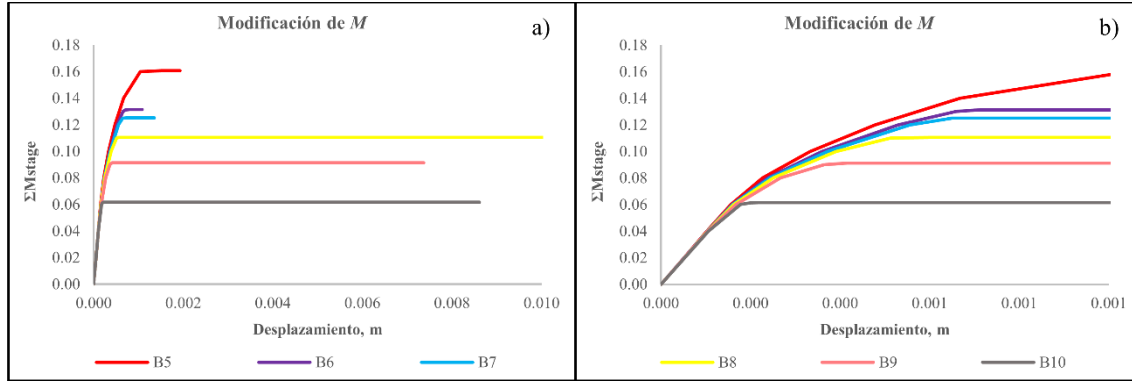 Modificación de M
a)
ΣMstage
0.18
0.16
0.14
0.12
0.10
0.08
0.06
0.04
0.02
0.00
0.000 0.002 0.004 0.006 0.008 0.010
Desplazamiento, m
B5 B6 B7
Modificación de M
b)
ΣMstage
0.18
0.16
0.14
0.12
0.10
0.08
0.06
0.04
0.02
0.00
0.000 0.000 0.000 0.001 0.001 0.001
Desplazamiento, m
B8 B9 B10